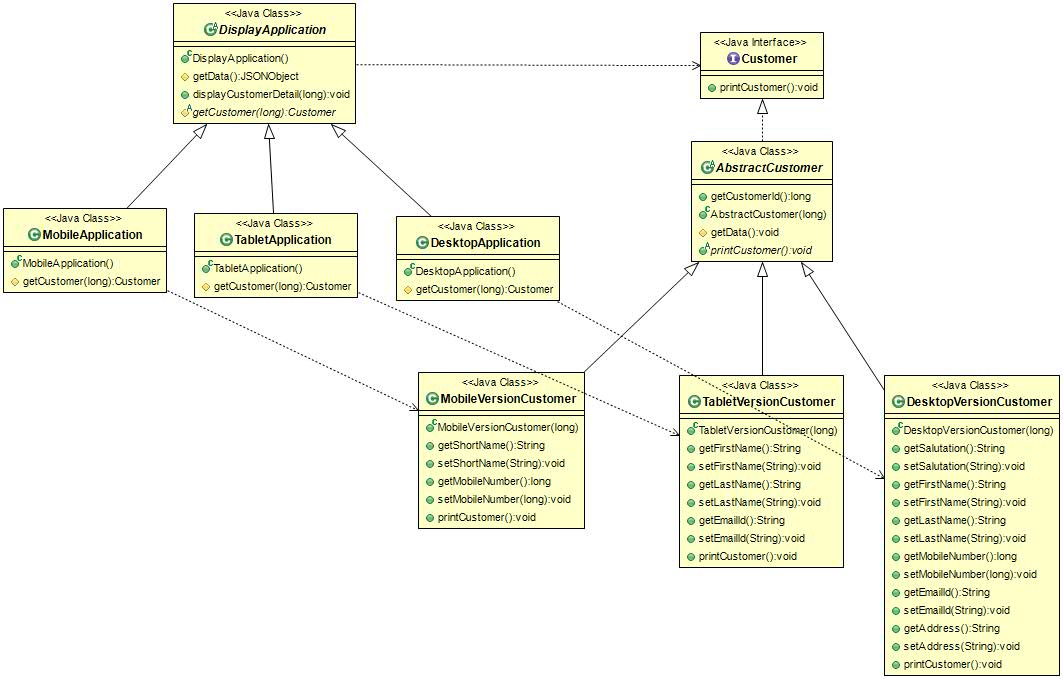 <<Java Class>>
DisplayApplication
DisplayApplication()
getData():JSONObject
displayCustomerDetail(long):void
getCustomer(long):Customer
<<Java Interface>>
Customer
printCustomer():void
<<Java Class>>
AbstractCustomer
getCustomerId():long
AbstractCustomer(long)
getData():void
printCustomer():void
<<Java Class>>
MobileApplication
MobileApplication()
getCustomer(long):Customer
<<Java Class>>
TabletApplication
TabletApplication()
getCustomer(long):Customer
<<Java Class>>
DesktopApplication
DesktopApplication()
getCustomer(long):Customer
<<Java Class>>
MobileVersionCustomer
MobileVersionCustomer(long)
getShortName():String
setShortName(String):void
getMobileNumber():long
setMobileNumber(long):void
printCustomer():void
<<Java Class>>
TabletVersionCustomer
TabletVersionCustomer(long)
getFirstName():String
setFirstName(String):void
getLastName():String
setLastName(String):void
getEmailId():String
setEmailId(String):void
printCustomer():void
<<Java Class>>
DesktopVersionCustomer
DesktopVersionCustomer(long)
getSalutation():String
setSalutation(String):void
getFirstName():String
setFirstName(String):void
getLastName():String
setLastName(String):void
getMobileNumber():long
setMobileNumber(long):void
getEmailId():String
setEmailId(String):void
getAddress():String
setAddress(String):void
printCustomer():void